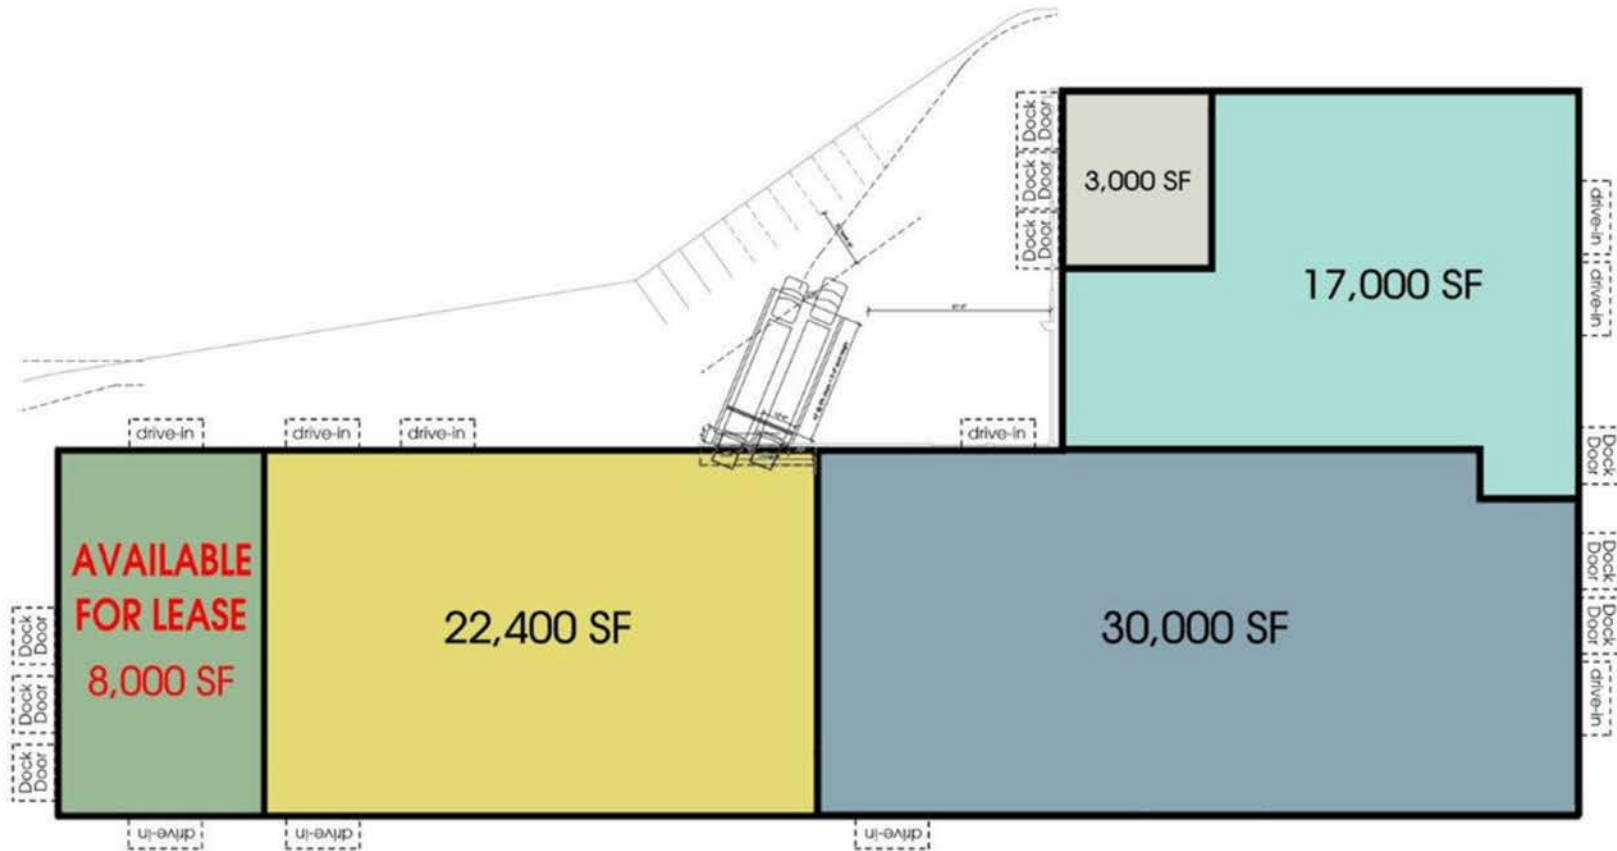 Dock
Door
Dock
Door
Dock
Door
3,000 SF
17,000 SF
drive-in
drive-in
drive-in
drive-in
drive-in
drive-in
Dock
Door
AVAILABLE
FOR LEASE
8,000 SF
22,400 SF
30,000 SF
Dock
Door
Dock
Door
drive-in
Dock
Door
Dock
Door
Dock
Door
drive-in
drive-in
drive-in